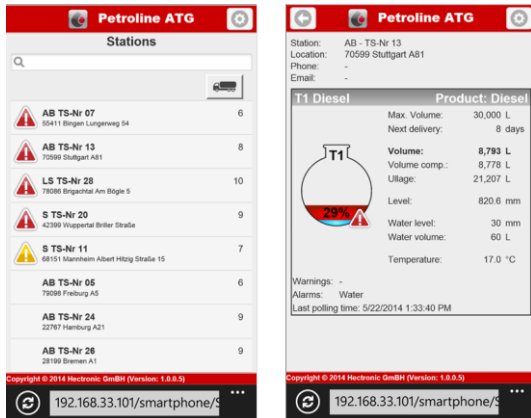 Petroline ATG
Stations
AB TS-Nr 07 6
55411 Bingen Lungerweg 54
AB TS-Nr 13 8
70599 Stuttgart A81
LS TS-Nr 28 10
78086 Brigachtal Am Bögle 5
S TS-Nr 20 9
42399 Wuppertal Briller Straße
S TS-Nr 11 7
68151 Mannheim Albert Hitzig Straße 15
AB TS-Nr 05 6
79098 Freiburg A5
AB TS-Nr 24 9
22767 Hamburg A21
AB TS-Nr 26 9
28199 Bremen A1
Copyright © 2014 Hectronic GmBH (Version: 1.0.0.5)
192.168.33.101/smartphone/S
Petroline ATG
Station: AB - TS-Nr 13
Location: 70599 Stuttgart A81
Phone: -
Email: -
T1 Diesel Product: Diesel
Max. Volume: 30,000 L
Next delivery: 8 days
Volume: 8,793 L
Volume comp.: 8,778 L
Ullage: 21,207 L
Level: 820.6 mm
Water level: 30 mm
Water volume: 60 L
Temperature: 17.0 °C
T1
29%
Warnings: -
Alarms: Water
Last polling time: 5/22/2014 1:33:40 PM
Copyright © 2014 Hectronic GmBH (Version: 1.0.0.5)
192.168.33.101/smartphone/S